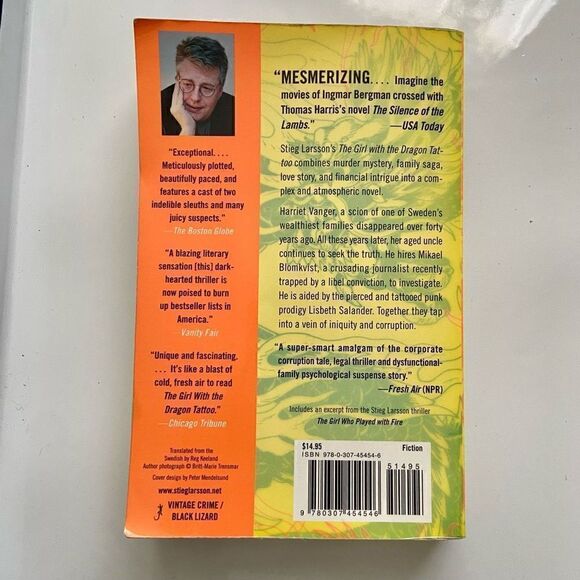 "Exceptional. . . .
Meticulously plotted,
beautifully paced, and
features a cast of two
indelible sleuths and many
juicy suspects."
—The Boston Globe
"A blazing literary
sensation [this] dark-
hearted thriller is
now poised to burn
up bestseller lists in
America."
—Vanity Fair
"Unique and fascinating. . . .
It's like a blast of
cold, fresh air to read
The Girl With the
Dragon Tattoo."
—Chicago Tribune
Translated from the
Swedish by Reg Keeland
Author photograph © Britt-Marie Trensmar
Cover design by Peter Mendelsund
www.stieglarsson.net
VINTAGE CRIME/
BLACK LIZARD
"MESMERIZING. . . . Imagine the
movies of Ingmar Bergman crossed with
Thomas Harris's novel The Silence of the
Lambs."
—USA Today
Stieg Larsson's The Girl with the Dragon Tat-
too combines murder mystery, family saga,
love story, and financial intrigue into a com-
plex and atmospheric novel.
Harriet Vanger, a scion of one of Sweden's
wealthiest families disappeared over forty
years ago. All these years later, her aged uncle
continues to seek the truth. He hires Mikael
Blomkvist, a crusading journalist recently
trapped by a libel conviction, to investigate.
He is aided by the pierced and tattooed punk
prodigy Lisbeth Salander. Together they tap
into a vein of iniquity and corruption.
"A super-smart amalgam of the corporate
corruption tale, legal thriller and dysfunctional-
family psychological suspense story."
—Fresh Air (NPR)
Includes an excerpt from the Stieg Larsson thriller
The Girl Who Played with Fire
$14.95
Fiction
ISBN 978-0-307-45454-6
51495
9 780307 454546